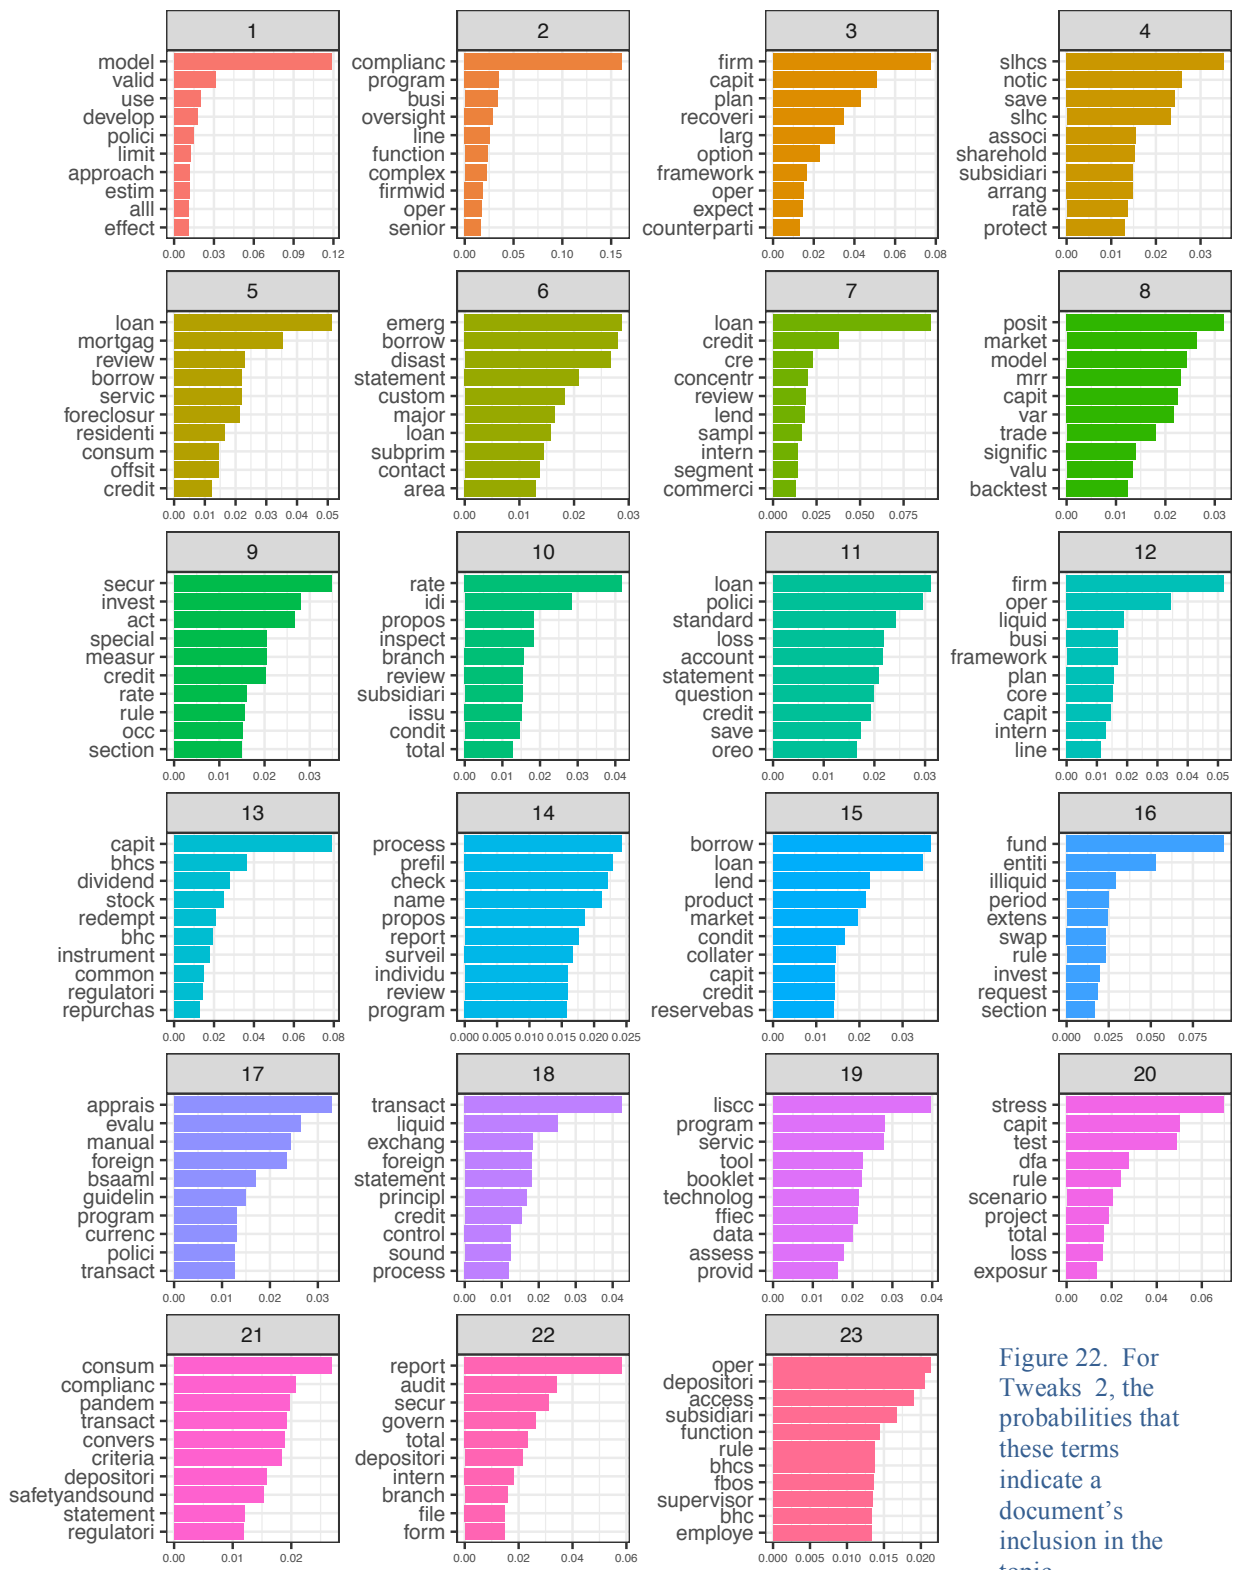 1
model
valid
use
develop
polici
limit
approach
estim
alll
effect
0.00 0.03 0.06 0.09 0.12
2
complianc
program
busi
oversight
line
function
complex
firmwid
oper
senior
0.00 0.05 0.10 0.15
3
firm
capit
plan
recoveri
larg
option
framework
oper
expect
counterparti
0.00 0.02 0.04 0.06 0.08
4
slhcs
notic
save
slhc
associ
sharehold
subsidiari
arrang
rate
protect
0.00 0.01 0.02 0.03
5
loan
mortgag
review
borrow
servic
foreclosur
residenti
consum
offsit
credit
0.00 0.01 0.02 0.03 0.04 0.05
6
emerg
borrow
disast
statement
custom
major
loan
subprim
contact
area
0.00 0.01 0.02 0.03
7
loan
credit
cre
concentr
review
lend
sampl
intern
segment
commerci
0.000 0.025 0.050 0.075
8
posit
market
model
mrr
capit
var
trade
signific
valu
backtest
0.00 0.01 0.02 0.03
9
secur
invest
act
special
measur
credit
rate
rule
occ
section
0.00 0.01 0.02 0.03
10
rate
idi
propos
inspect
branch
review
subsidiari
issu
condit
total
0.00 0.01 0.02 0.03 0.04
11
loan
polici
standard
loss
account
statement
question
credit
save
oreo
0.00 0.01 0.02 0.03
12
firm
oper
liquid
busi
framework
plan
core
capit
intern
line
0.00 0.01 0.02 0.03 0.04 0.05
13
capit
bhcs
dividend
stock
redempt
bhc
instrument
common
regulatori
repurchas
0.00 0.02 0.04 0.06 0.08
14
process
prefil
check
name
propos
report
surveil
individu
review
program
0.000 0.005 0.010 0.015 0.020 0.025
15
borrow
loan
lend
product
market
condit
collater
capit
credit
reservebas
0.00 0.01 0.02 0.03
16
fund
entiti
illiquid
period
extens
swap
rule
invest
request
section
0.000 0.025 0.050 0.075
17
apprais
evalu
manual
foreign
bsaaml
guidelin
program
currenc
polici
transact
0.00 0.01 0.02 0.03
18
transact
liquid
exchang
foreign
statement
principl
credit
control
sound
process
0.00 0.01 0.02 0.03 0.04
19
liscc
program
servic
tool
booklet
technolog
ffiec
data
assess
provid
0.00 0.01 0.02 0.03 0.04
20
stress
capit
test
dfa
rule
scenario
project
total
loss
exposur
0.00 0.02 0.04 0.06
21
consum
complianc
pandem
transact
convers
criteria
depositori
safetyandsound
statement
regulatori
0.00 0.01 0.02
22
report
audit
secur
govern
total
depositori
intern
branch
file
form
0.00 0.02 0.04 0.06
23
oper
depositori
access
subsidiari
function
rule
bhcs
fbos
supervisor
bhc
employe
0.000 0.005 0.010 0.015 0.020
Figure 22. For
Tweaks 2, the
probabilities that
these terms
indicate a
document's
inclusion in the
topic